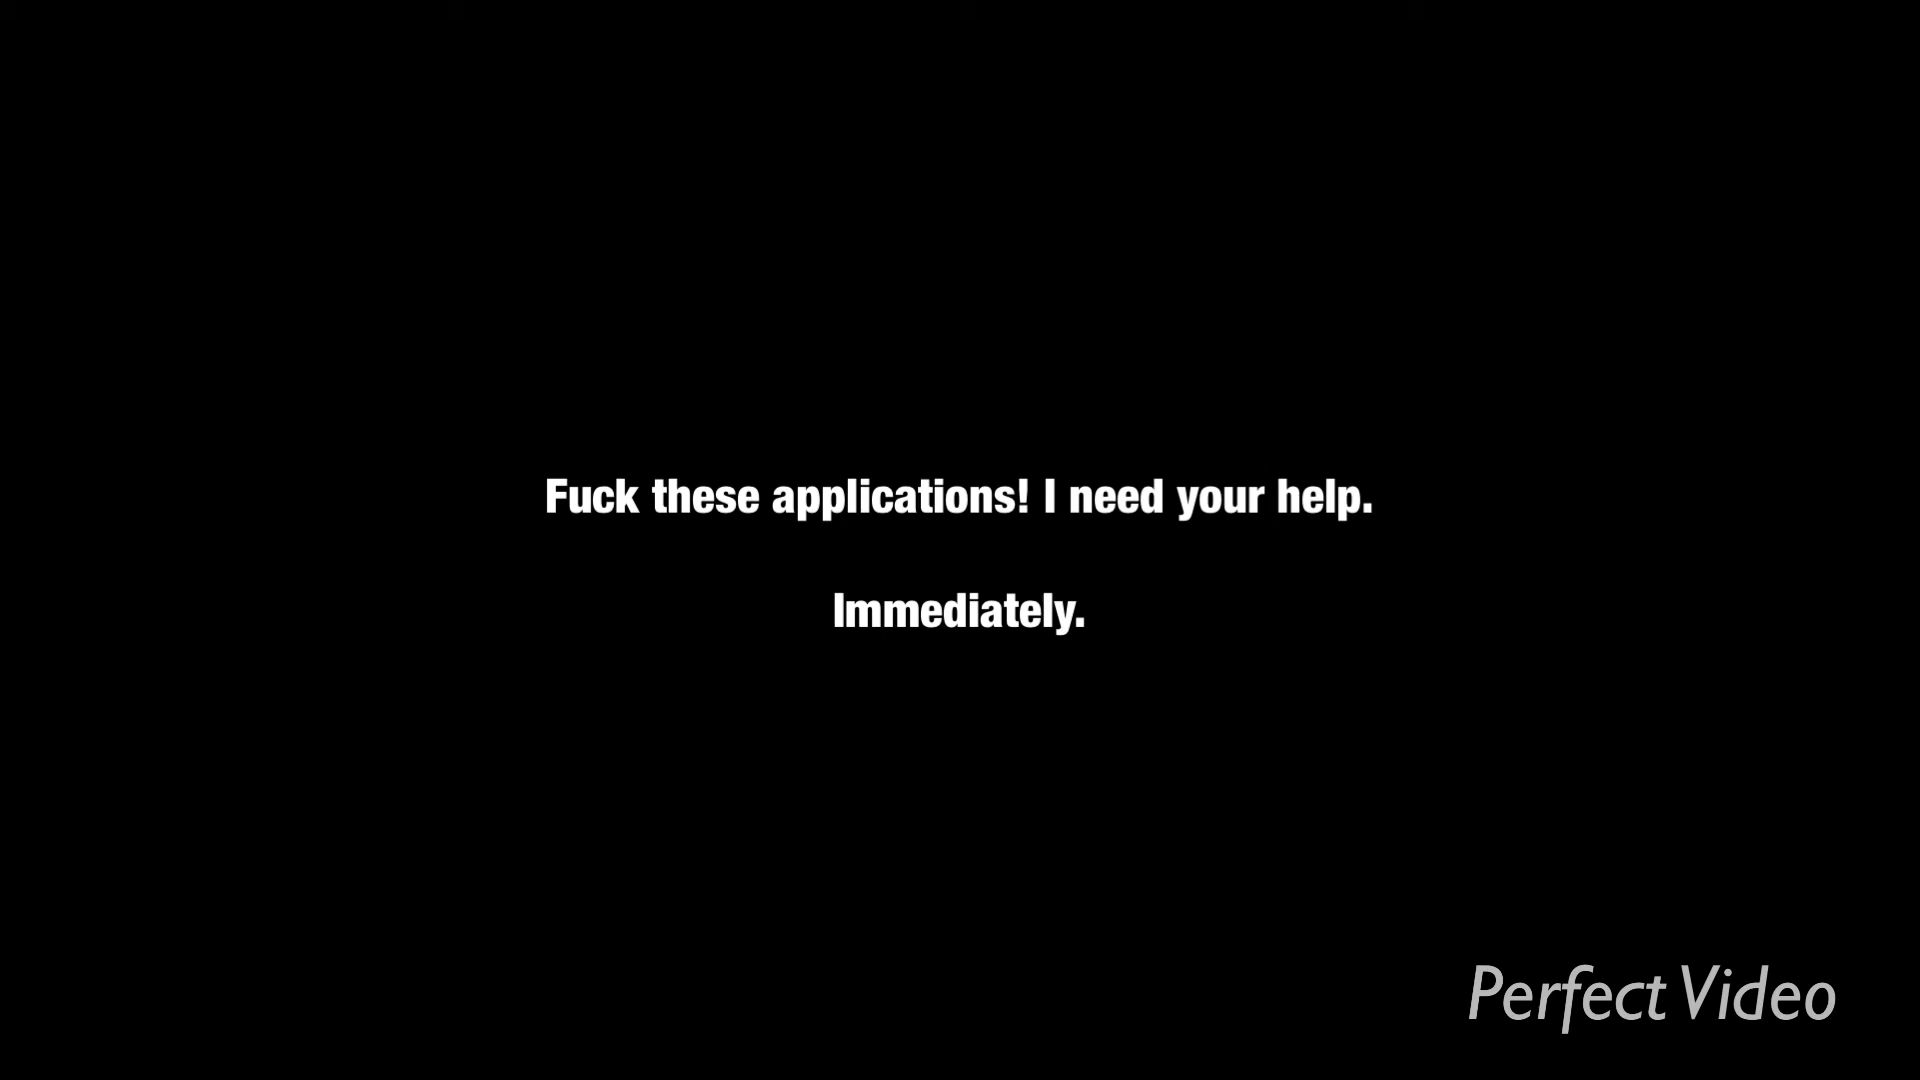 Fuck these applications! I need your help.
Immediately.
Perfect Video